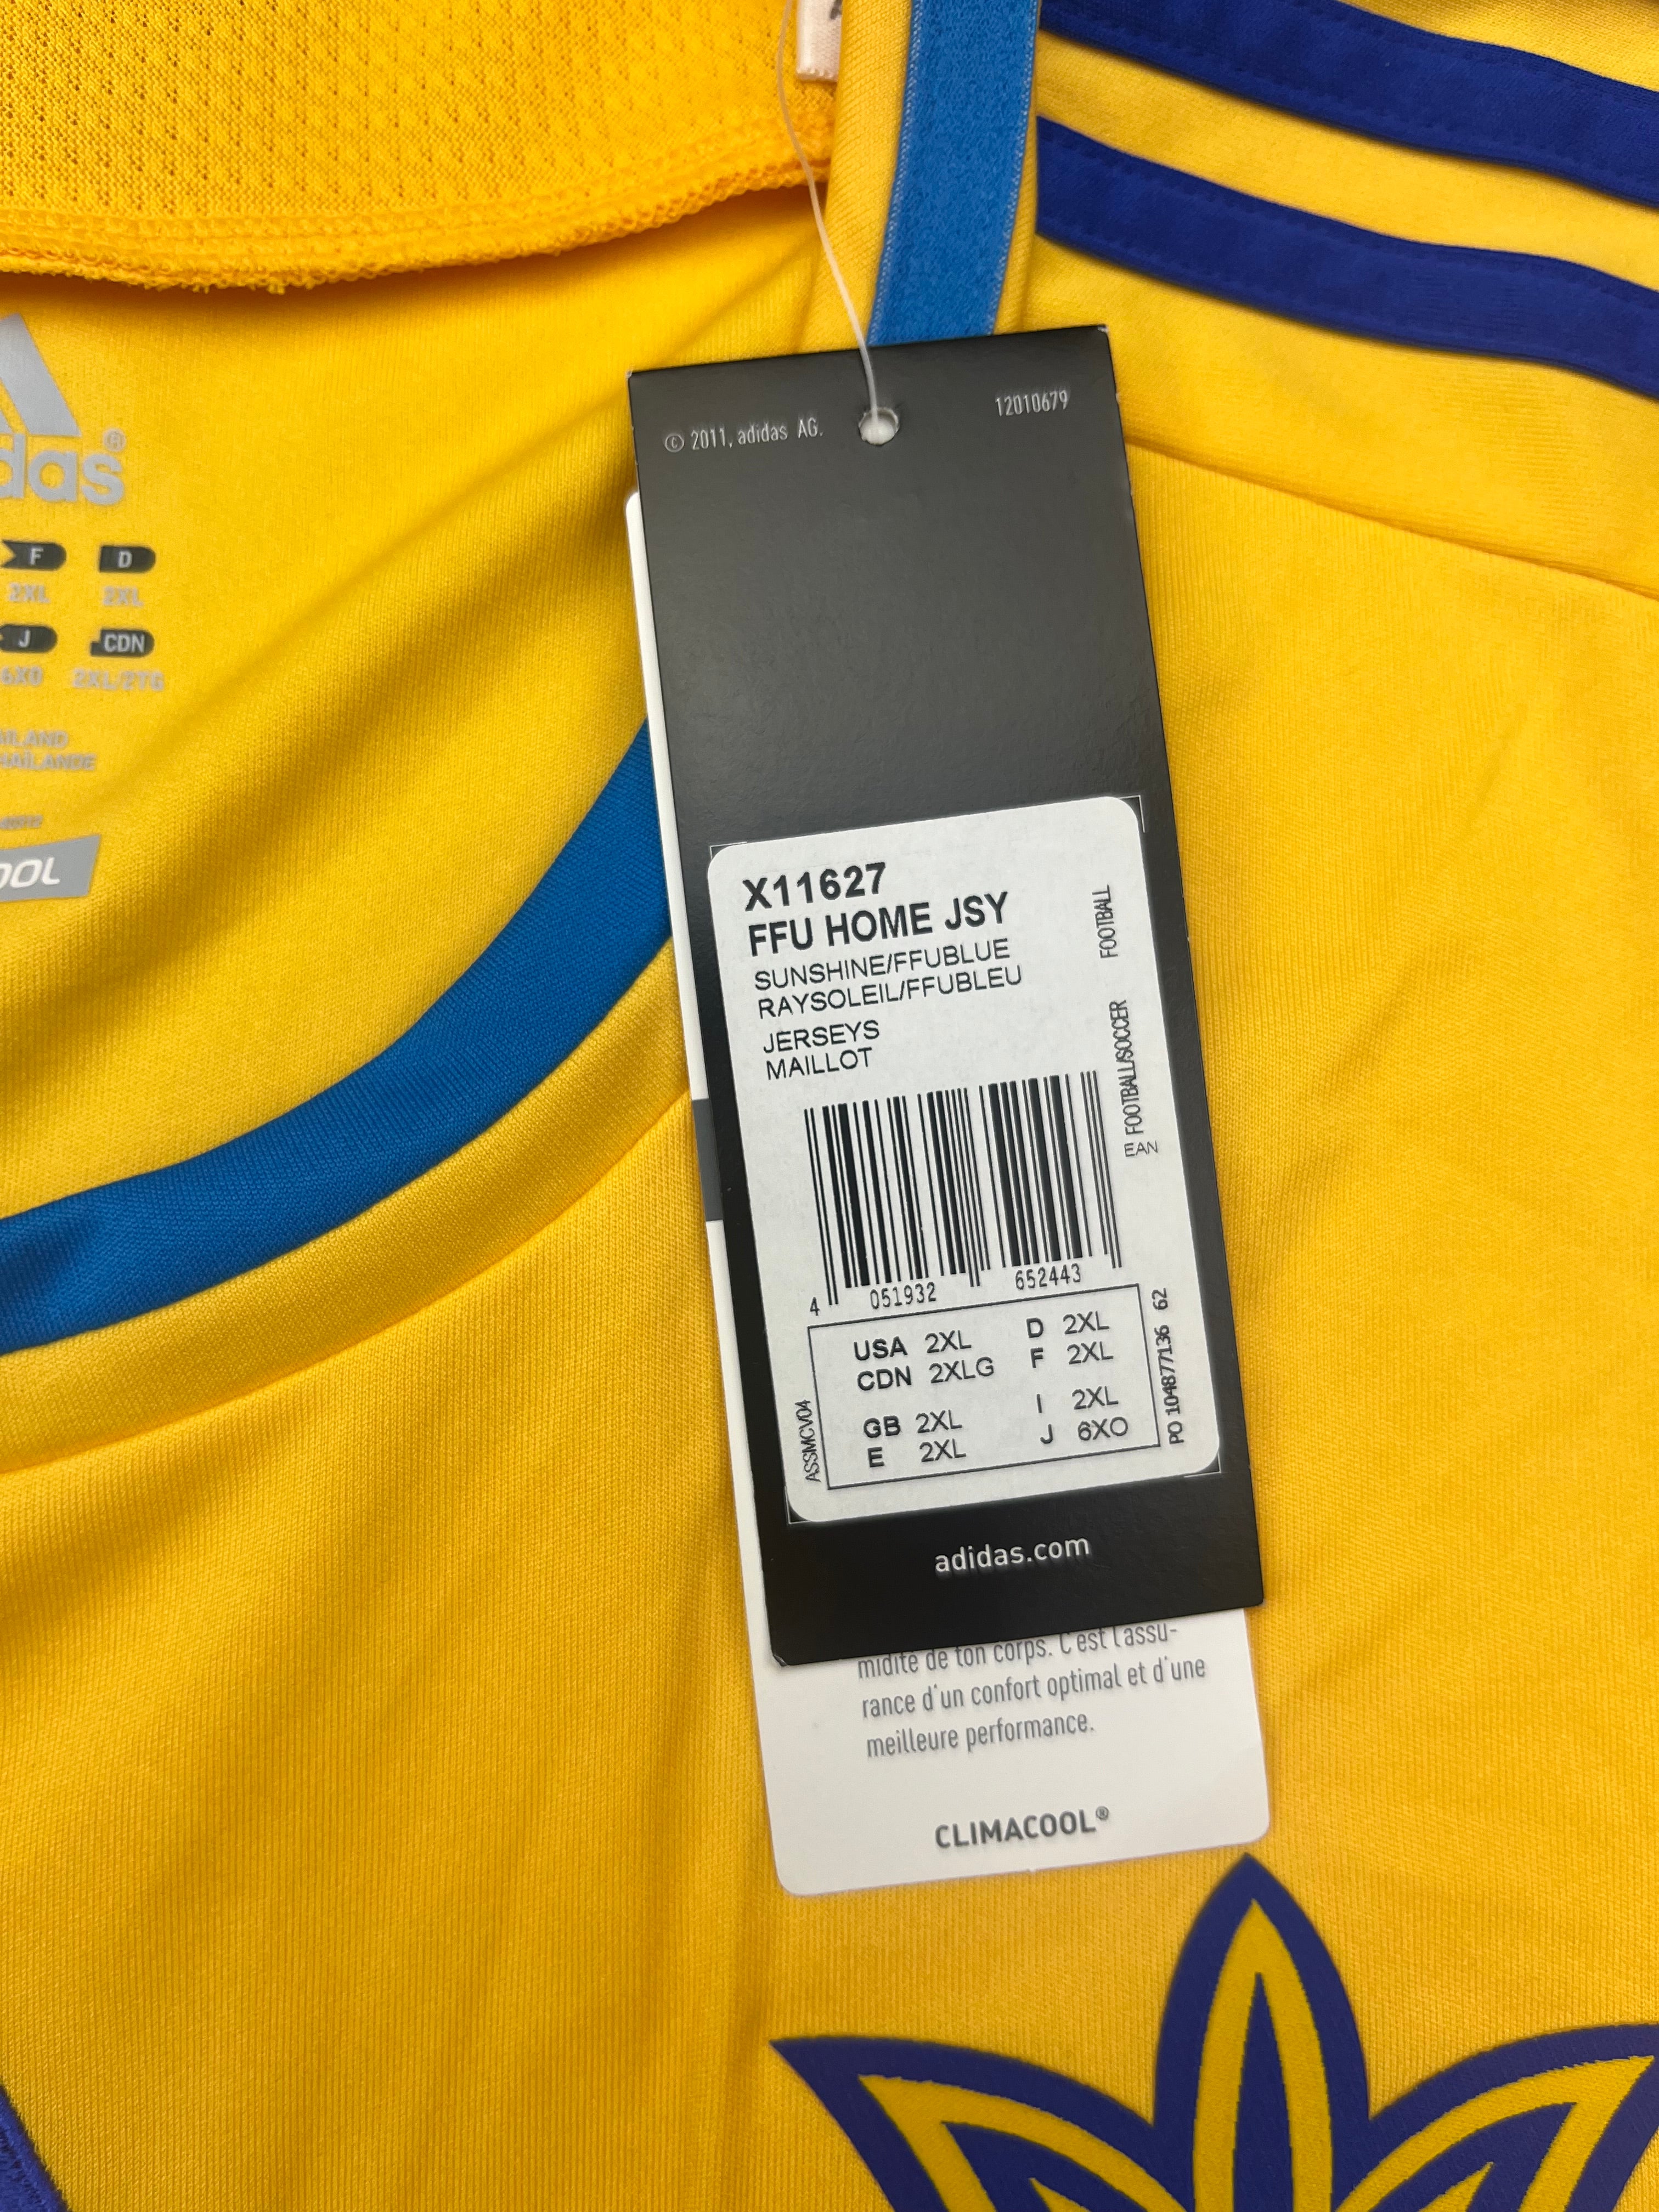 © 2011, adidas AG.
12010679
F D
2XL 2XL
J CDN
6XO 2XL/2TG
X11627
FFU HOME JSY
SUNSHINE/FFUBLUE
RAYSOLEIL/FFUBLEU
JERSEYS
MAILLOT
FOOTBALL
FOOTBALL/SOCCER
EAN
4 051932 652443
USA 2XL D 2XL
CDN 2XLG F 2XL
GB 2XL I 2XL
E 2XL J 6XO
ASSMCV04
PO 104877136 62
adidas.com
midité de ton corps. C'est l'assu-
rance d'un confort optimal et d'une
meilleure performance.
CLIMACOOL®